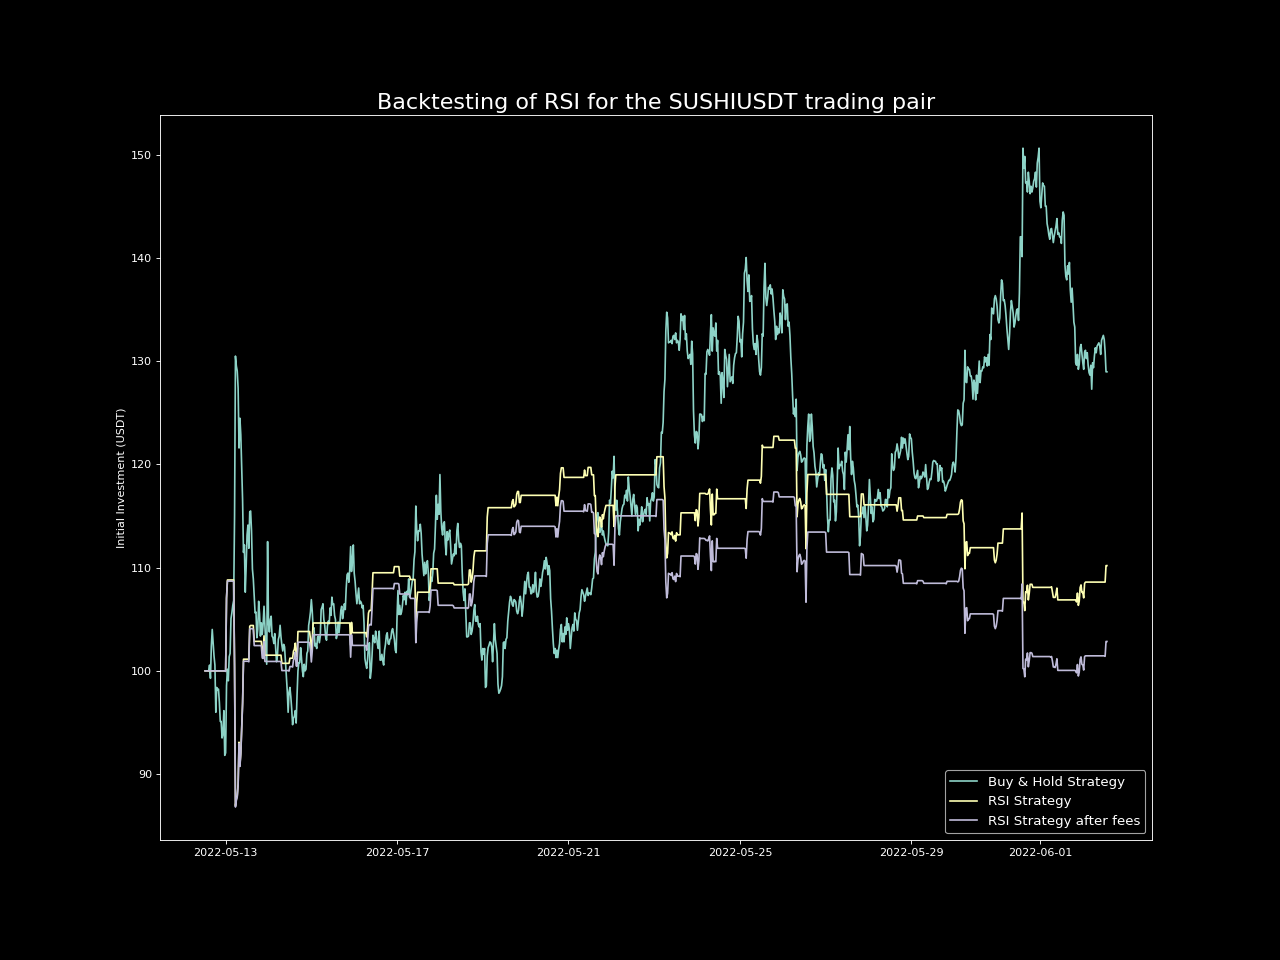 Backtesting of RSI for the SUSHIUSDT trading pair
Initial Investment (USDT)
150
140
130
120
110
100
90
2022-05-13
2022-05-17
2022-05-21
2022-05-25
2022-05-29
2022-06-01
Buy & Hold Strategy
RSI Strategy
RSI Strategy after fees